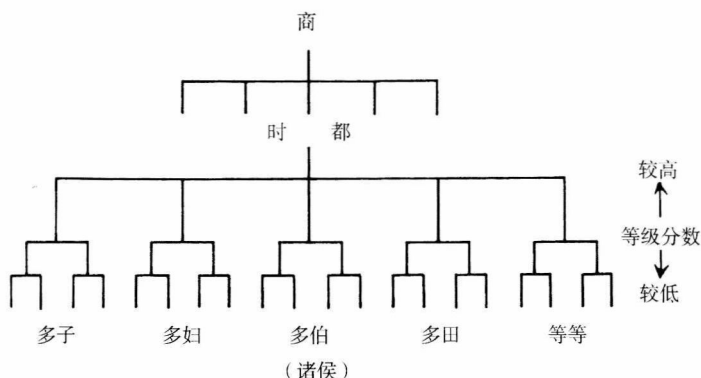 商
时 都
较高
等级分数
较低
多子 多妇 多伯 多田 等等
(诸侯)